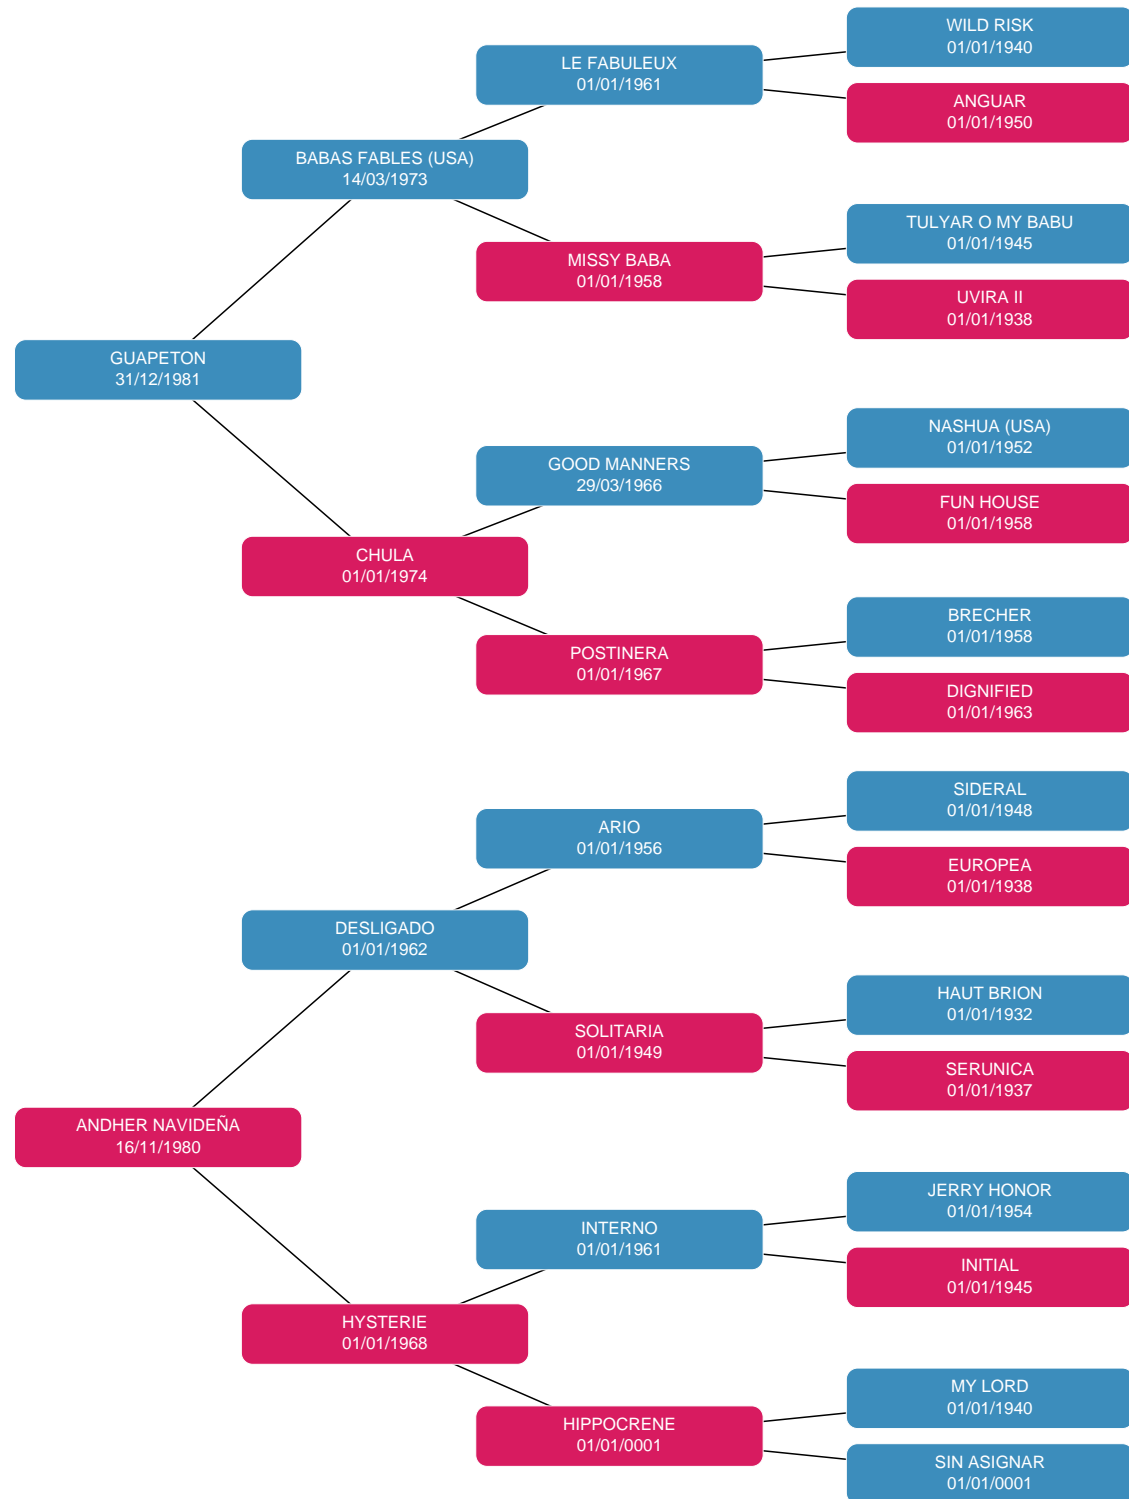 WILD RISK
01/01/1940
LE FABULEUX
01/01/1961
ANGUAR
01/01/1950
BABAS FABLES (USA)
14/03/1973
TULYAR O MY BABU
01/01/1945
MISSY BABA
01/01/1958
UVIRA II
01/01/1938
GUAPETON
31/12/1981
NASHUA (USA)
01/01/1952
GOOD MANNERS
29/03/1966
FUN HOUSE
01/01/1958
CHULA
01/01/1974
BRECHER
01/01/1958
POSTINERA
01/01/1967
DIGNIFIED
01/01/1963
SIDERAL
01/01/1948
ARIO
01/01/1956
EUROPEA
01/01/1938
DESLIGADO
01/01/1962
HAUT BRION
01/01/1932
SOLITARIA
01/01/1949
SERUNICA
01/01/1937
ANDHER NAVIDEÑA
16/11/1980
JERRY HONOR
01/01/1954
INTERNO
01/01/1961
INITIAL
01/01/1945
HYSTERIE
01/01/1968
MY LORD
01/01/1940
HIPPOCRENE
01/01/0001
SIN ASIGNAR
01/01/0001